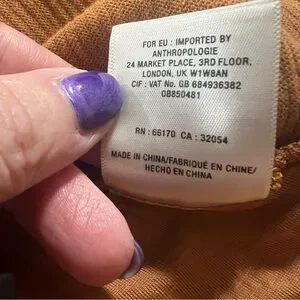 FOR EU : IMPORTED BY
ANTHROPOLOGIE
24 MARKET PLACE, 3RD FLOOR,
LONDON, UK W1W8AN
CIF : VAT No. GB 684936382
GB850481
RN : 66170 CA : 32054
MADE IN CHINA/FABRIQUÉ EN CHINE/
HECHO EN CHINA